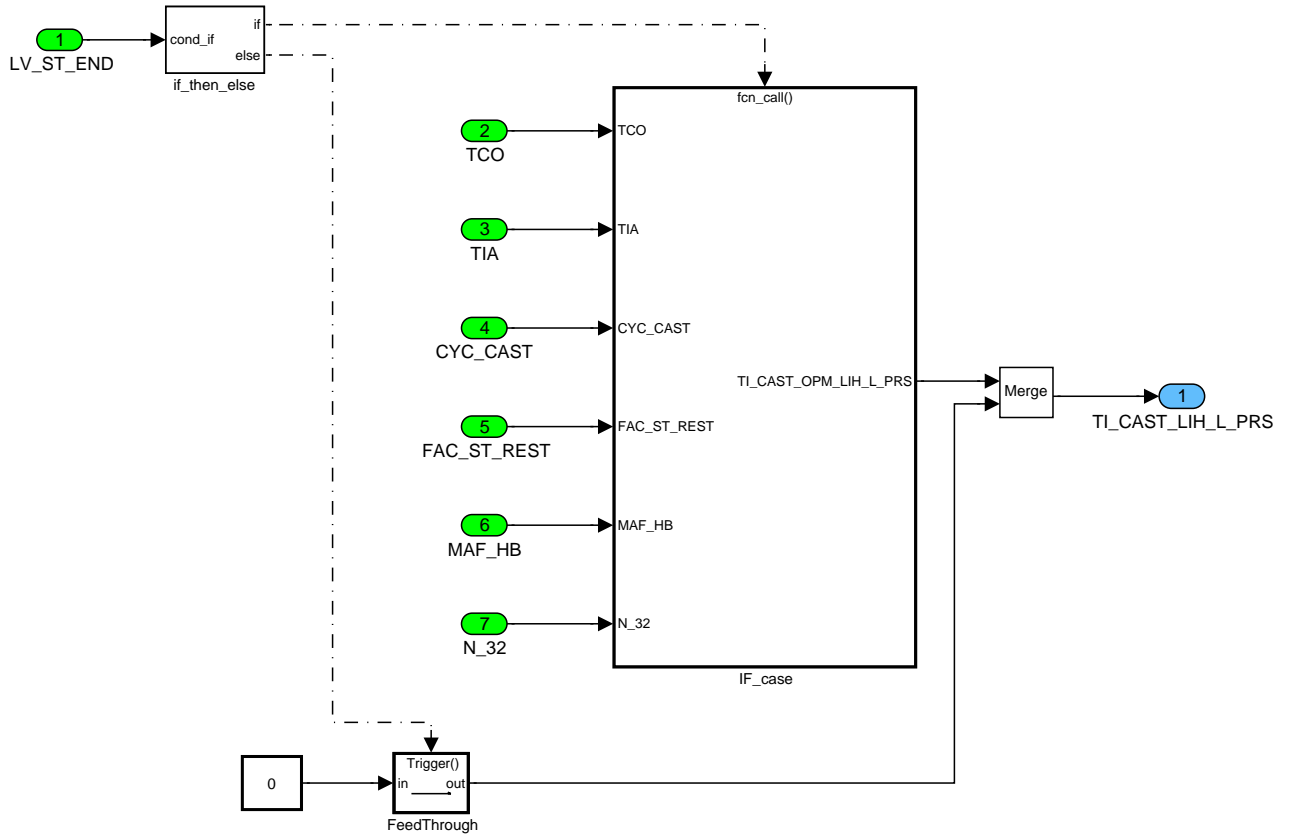 1
LV_ST_END
cond_if
if
else
if_then_else
fcn_call()
2
TCO
TCO
3
TIA
TIA
4
CYC_CAST
CYC_CAST
5
FAC_ST_REST
FAC_ST_REST
6
MAF_HB
MAF_HB
7
N_32
N_32
TI_CAST_OPM_LIH_L_PRS
IF_case
Merge
1
TI_CAST_LIH_L_PRS
0
Trigger()
in
out
FeedThrough